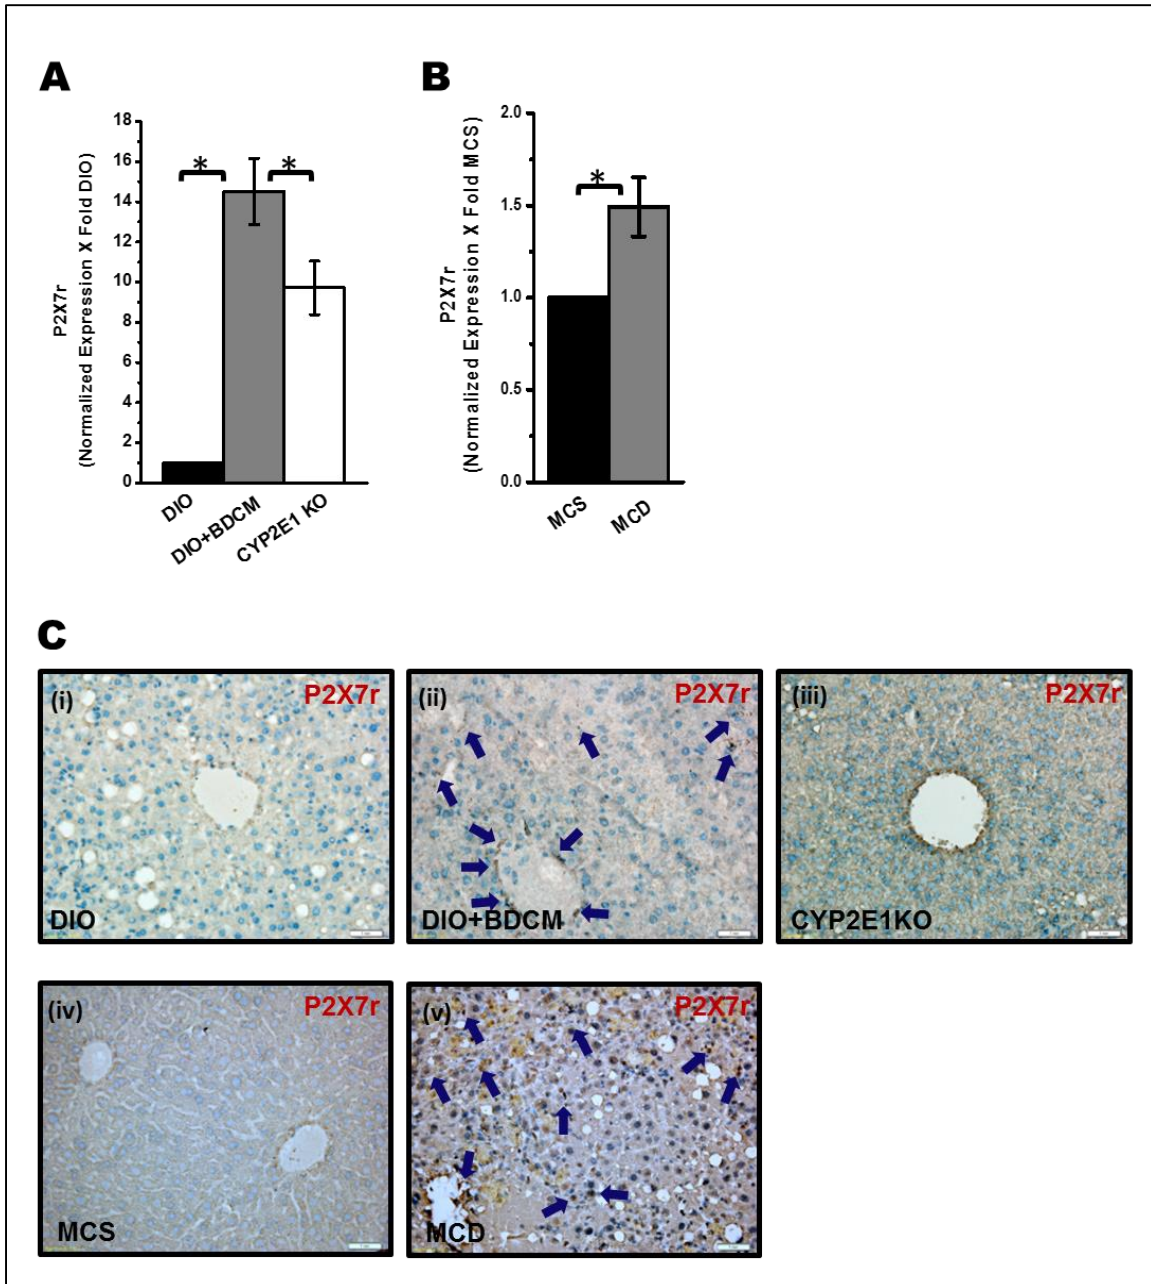 A
P2X7r
(Normalized Expression X Fold DIO)
18
16
14
12
10
8
6
4
2
0
*
*
DIO
DIO+BDCM
CYP2E1 KO
B
P2X7r
(Normalized Expression X Fold MCS)
2.0
1.5
1.0
0.5
0.0
*
MCS
MCD
C
(i)
P2X7r
DIO
(ii)
P2X7r
DIO+BDCM
(iii)
P2X7r
CYP2E1KO
(iv)
P2X7r
MCS
(v)
P2X7r
MCD